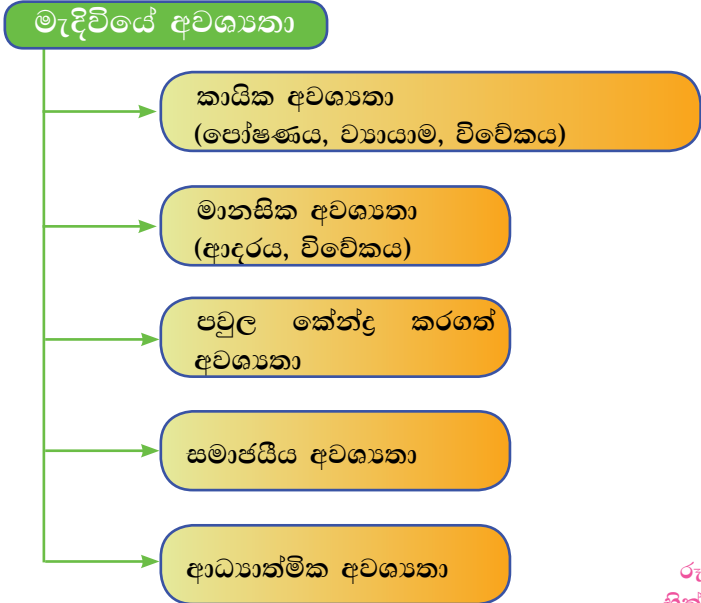 මැදිවියේ අවශ්‍යතා
කායික අවශ්‍යතා
(පෝෂණය, ව්‍යායාම, විවේකය)
මානසික අවශ්‍යතා
(ආදරය, විවේකය)
පවුල කේන්ද්‍ර කරගත්
අවශ්‍යතා
සමාජයීය අවශ්‍යතා
ආධ්‍යාත්මික අවශ්‍යතා